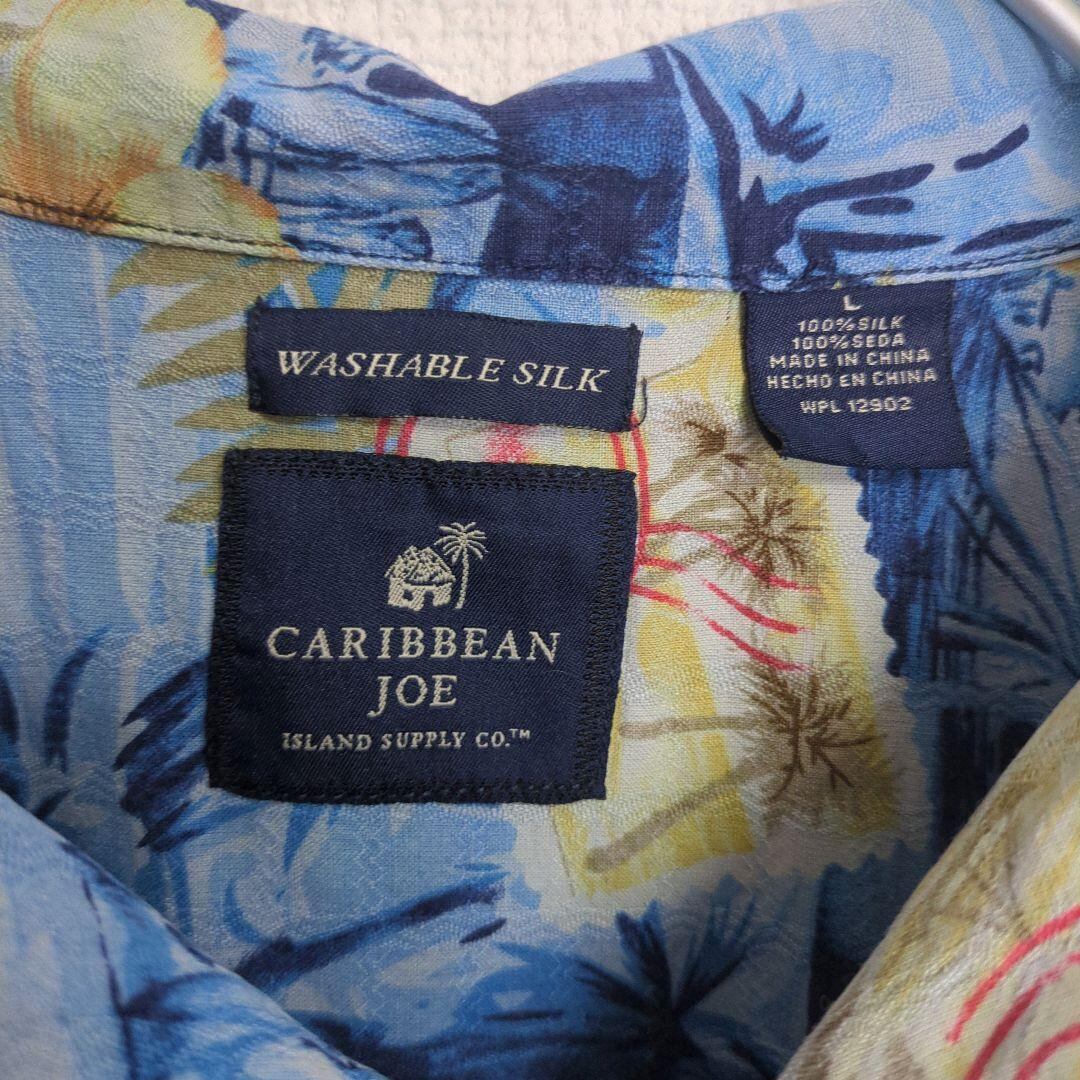 WASHABLE SILK
L
100% SILK
100% SEDA
MADE IN CHINA
HECHO EN CHINA
WPL 12902
CARIBBEAN
JOE
ISLAND SUPPLY CO.™